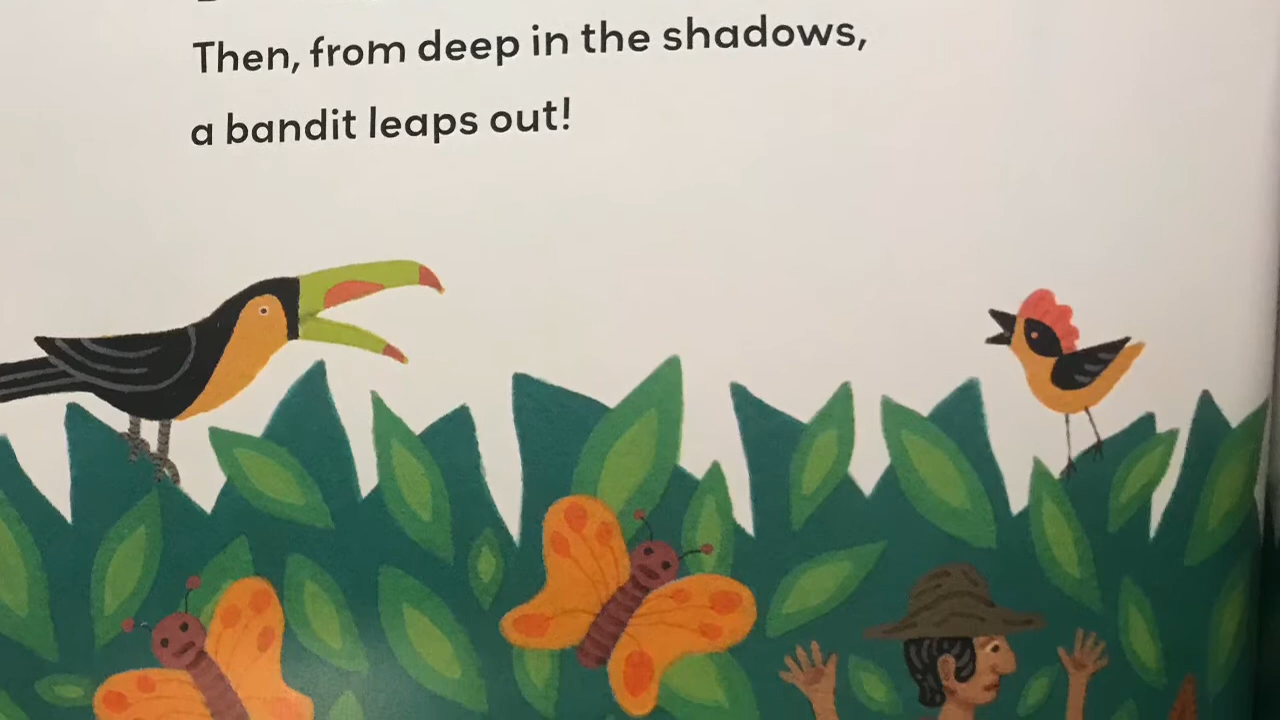 Then, from deep in the shadows,
a bandit leaps out!